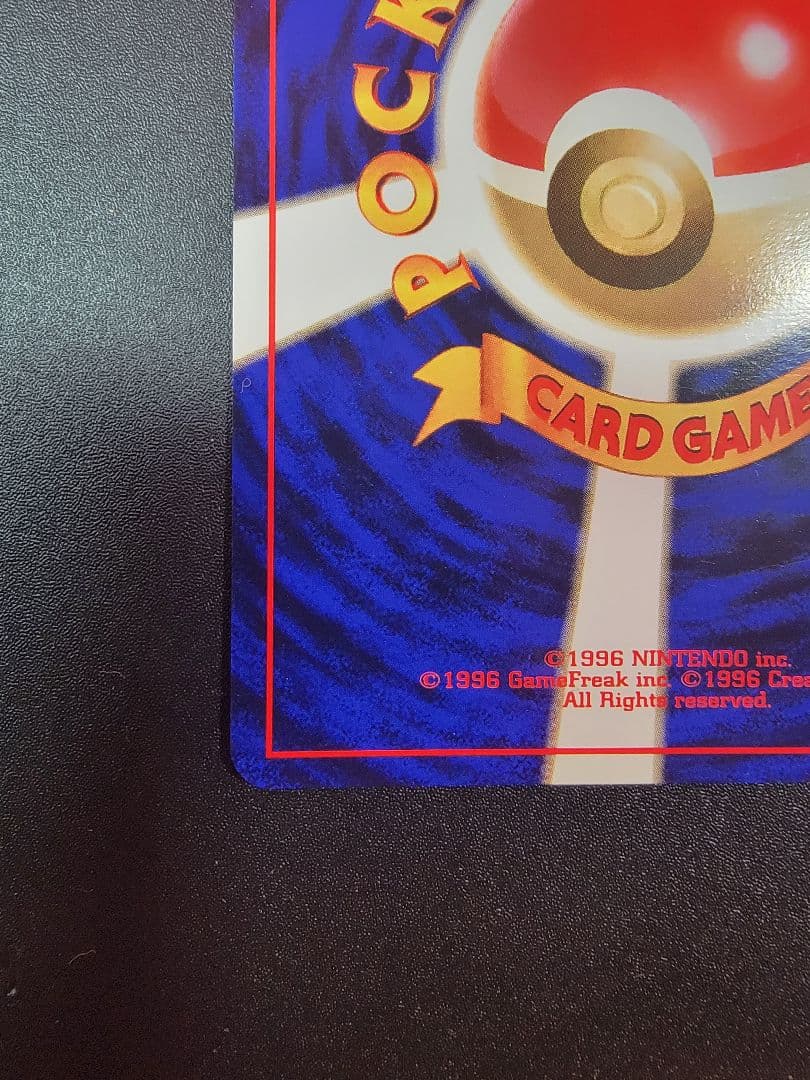 POCK
CARD GAME
©1996 NINTENDO inc.
©1996 GameFreak inc. ©1996 Crea
All Rights reserved.